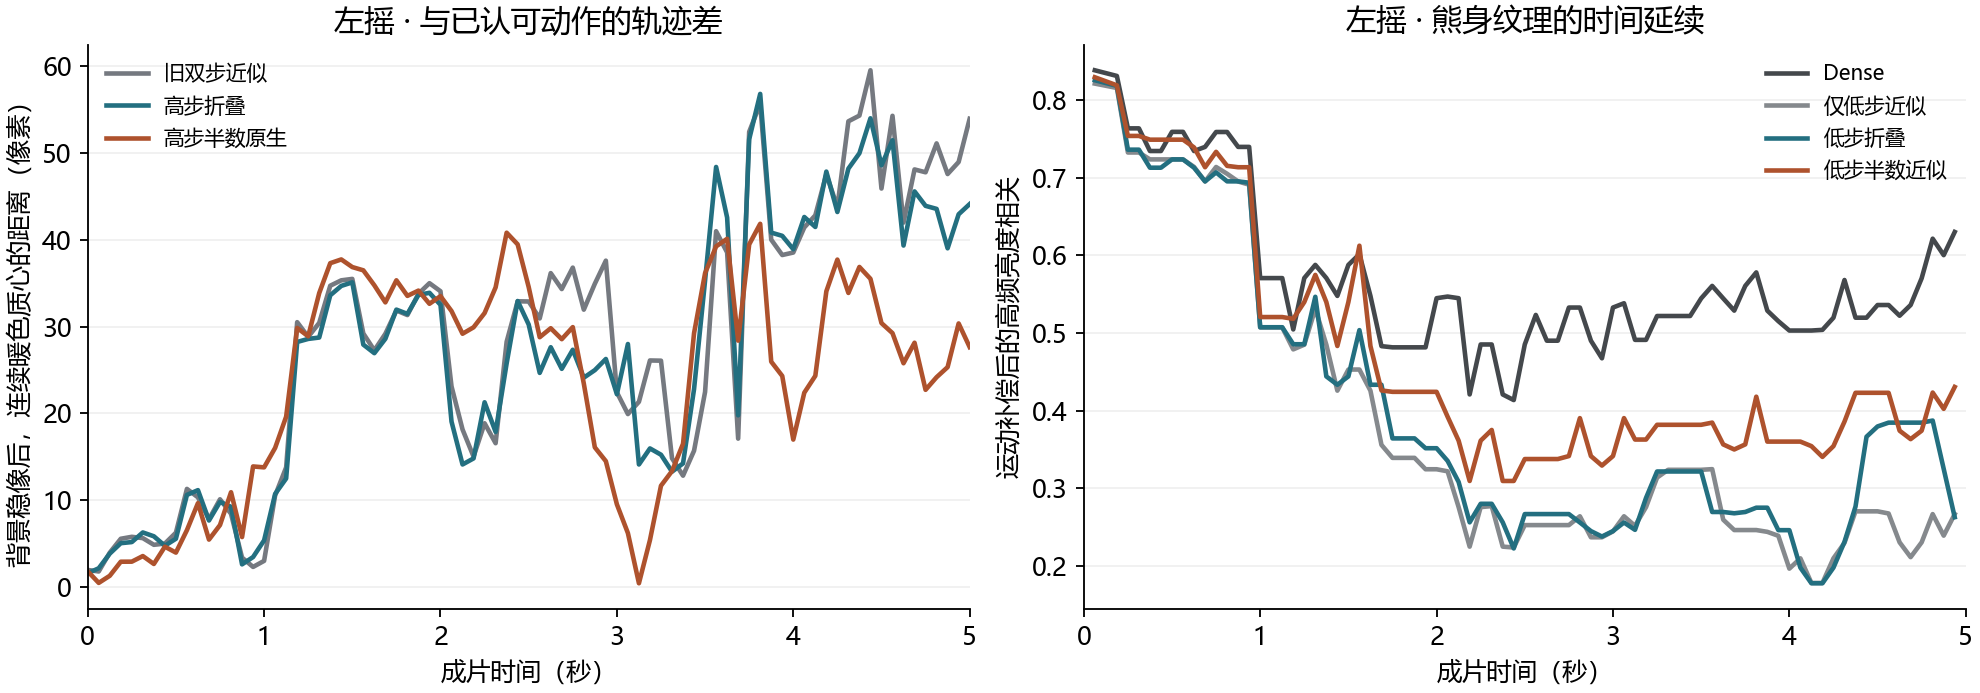 左摇 · 与已认可动作的轨迹差
背景稳像后，连续暖色质心的距离（像素）
60
50
40
30
20
10
0
旧双步近似
高步折叠
高步半数原生
0 1 2 3 4 5
成片时间（秒）
左摇 · 熊身纹理的时间延续
运动补偿后的高频亮度相关
0.8
0.7
0.6
0.5
0.4
0.3
0.2
Dense
仅低步近似
低步折叠
低步半数近似
0 1 2 3 4 5
成片时间（秒）